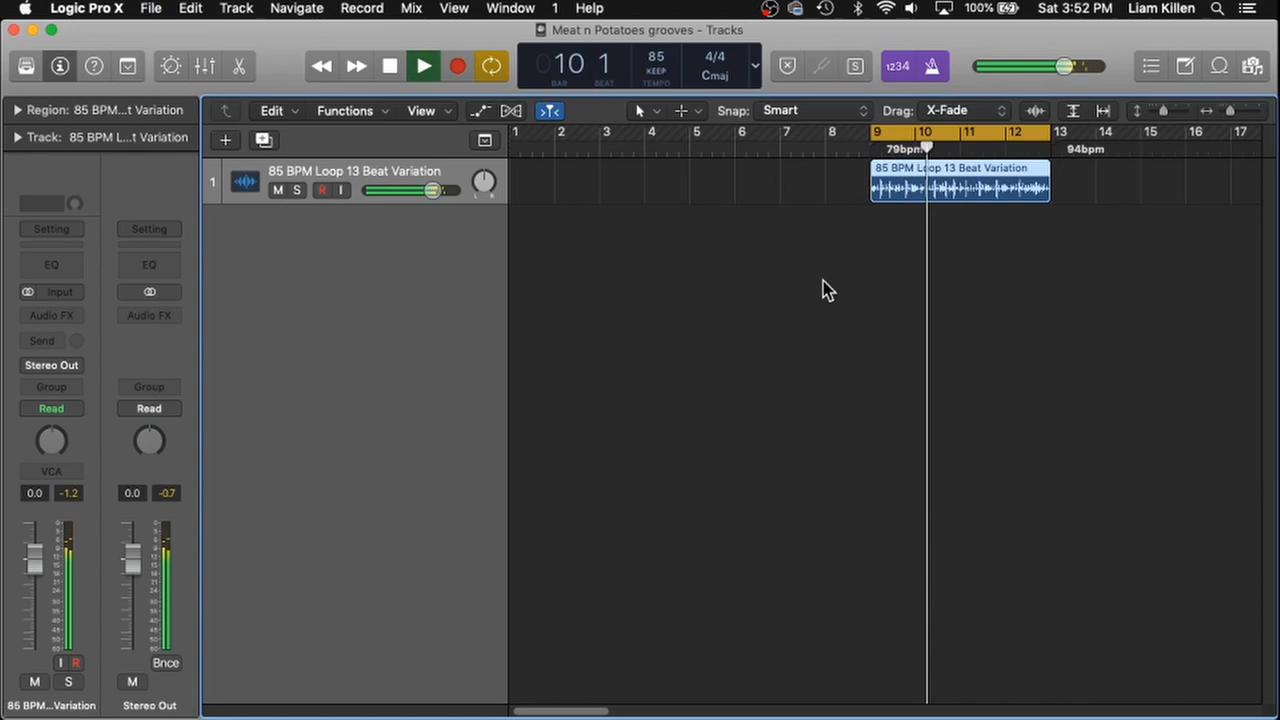 Logic Pro X File Edit Track Navigate Record Mix View Window 1 Help 100% Sat 3:52 PM Liam Killen
Meat n Potatoes grooves - Tracks
10 1 85 4/4
KEEP Cmaj
BAR BEAT TEMPO
S 1234
Region: 85 BPM...t Variation Edit Functions View Snap: Smart Drag: X-Fade
Track: 85 BPM L...t Variation
1 2 3 4 5 6 7 8 9 10 11 12 13 14 15 16 17
79bpm 94bpm
1 85 BPM Loop 13 Beat Variation
M S R I
L R
85 BPM Loop 13 Beat Variation
Setting Setting
EQ EQ
Input
Audio FX Audio FX
Send
Stereo Out
Group Group
Read Read
VCA
0.0 -1.2 0.0 -0.7
I R Bnce
M S M
85 BPM...Variation Stereo Out